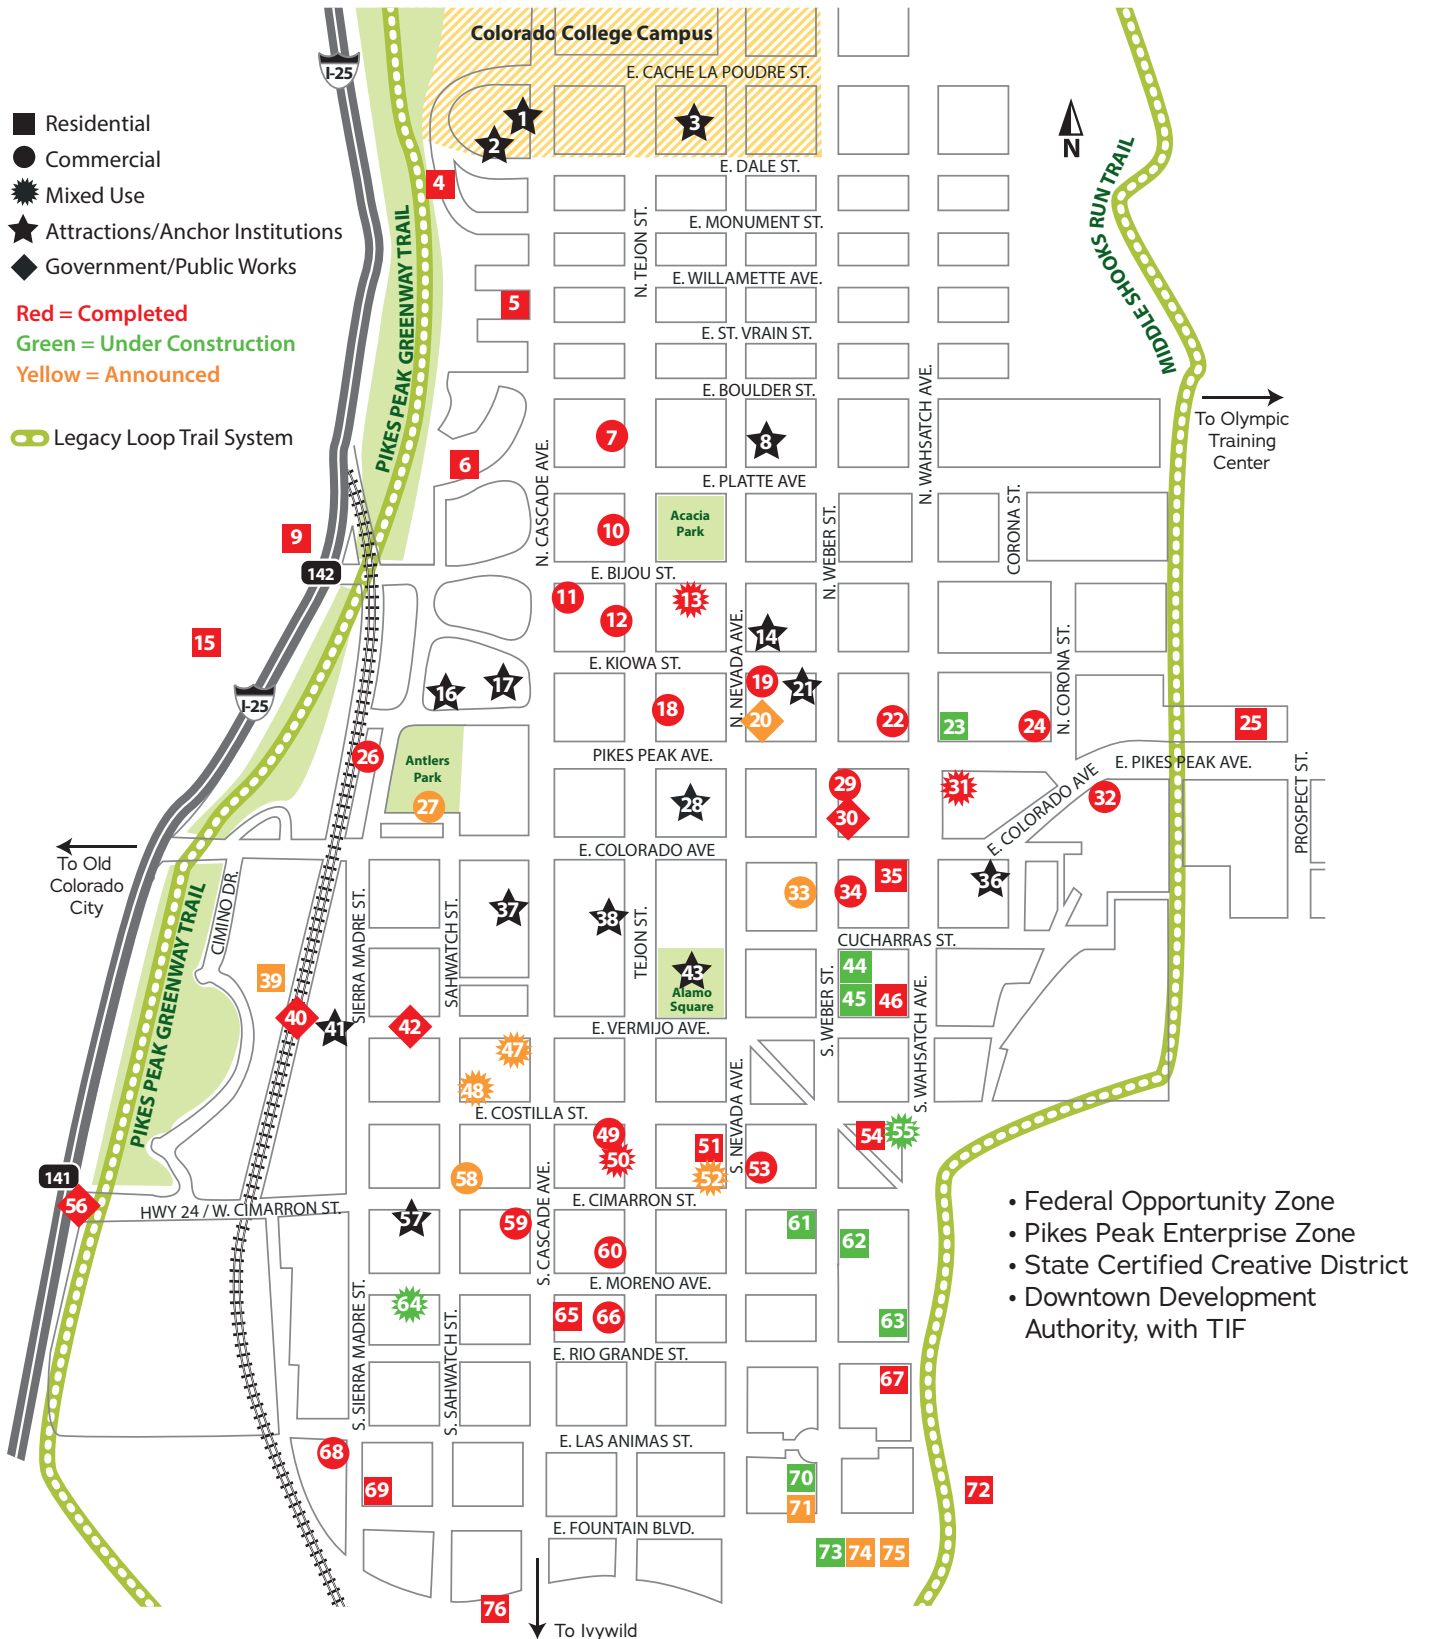 Colorado College Campus
E. CACHE LA POUDRE ST.
I-25
Residential
Commercial
Mixed Use
Attractions/Anchor Institutions
Government/Public Works
Red = Completed
Green = Under Construction
Yellow = Announced
Legacy Loop Trail System
1
2
3
N
E. DALE ST.
4
E. MONUMENT ST.
N. TEJON ST.
E. WILLAMETTE AVE.
5
E. ST. VRAIN ST.
PIKES PEAK GREENWAY TRAIL
MIDDLE SHOOKS RUN TRAIL
E. BOULDER ST.
N. WAHSATCH AVE.
To Olympic
Training
Center
7
8
6
N. CASCADE AVE.
E. PLATTE AVE
CORONA ST.
Acacia
Park
10
N. WEBER ST.
9
142
E. BIJOU ST.
11
12
13
14
15
N. NEVADA AVE.
N. CORONA ST.
E. KIOWA ST.
16
17
18
19
20
21
22
23
24
25
I-25
26
Antlers
Park
27
PIKES PEAK AVE.
E. PIKES PEAK AVE.
28
29
30
31
32
E. COLORADO AVE
PROSPECT ST.
To Old
Colorado
City
E. COLORADO AVE
33
34
35
36
37
38
CIMINO DR.
SIERRA MADRE ST.
SAHWATCH ST.
TEJON ST.
CUCHARRAS ST.
PIKES PEAK GREENWAY TRAIL
39
40
41
42
43
Alamo
Square
44
45
46
S. WEBER ST.
S. WAHSATCH AVE.
E. VERMIJO AVE.
47
48
S. NEVADA AVE.
E. COSTILLA ST.
49
50
51
52
53
54
55
141
56
58
S. CASCADE AVE.
E. CIMARRON ST.
HWY 24 / W. CIMARRON ST.
57
59
60
61
62
• Federal Opportunity Zone
• Pikes Peak Enterprise Zone
• State Certified Creative District
• Downtown Development
Authority, with TIF
E. MORENO AVE.
S. SIERRA MADRE ST.
S. SAHWATCH ST.
64
65
66
63
E. RIO GRANDE ST.
67
E. LAS ANIMAS ST.
68
69
70
71
72
E. FOUNTAIN BLVD.
73
74
75
76
To Ivywild